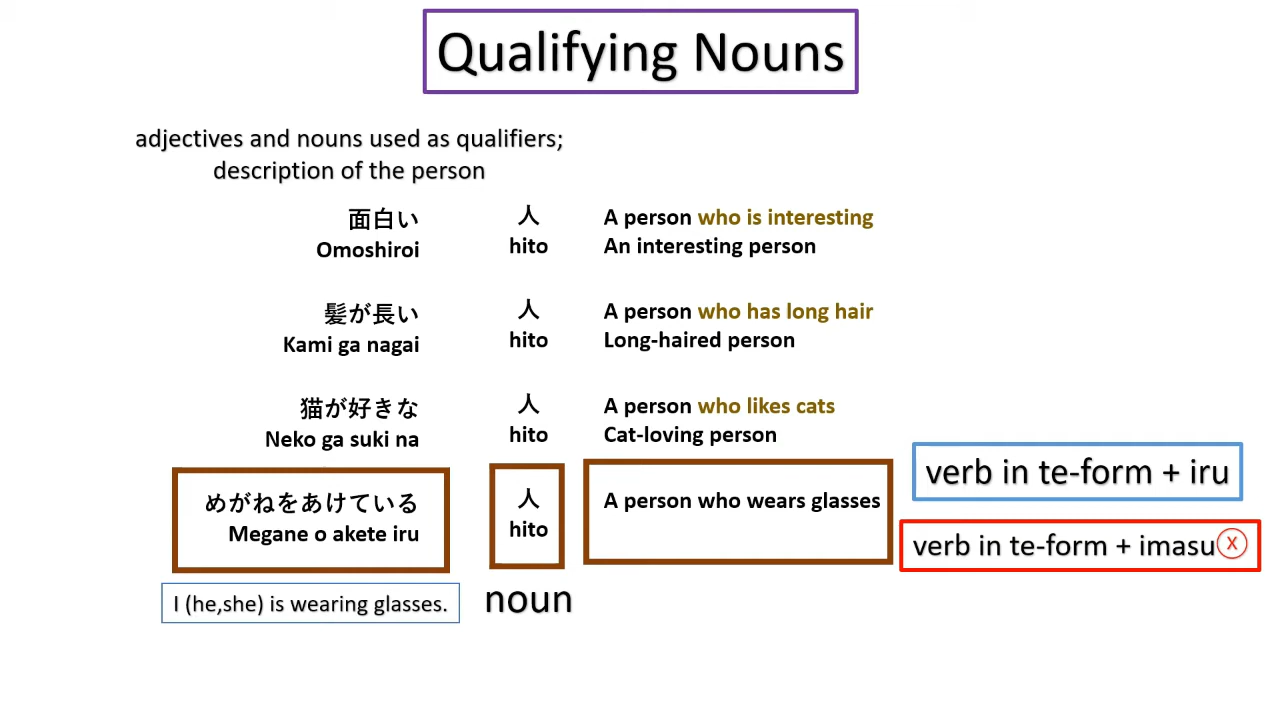 Qualifying Nouns
adjectives and nouns used as qualifiers;
description of the person
面白い 人 A person who is interesting
Omoshiroi hito An interesting person
髪が長い 人 A person who has long hair
Kami ga nagai hito Long-haired person
猫が好きな 人 A person who likes cats
Neko ga suki na hito Cat-loving person
めがねをあけている 人 A person who wears glasses
Megane o akete iru hito
verb in te-form + iru
verb in te-form + imasu X
I (he,she) is wearing glasses.
noun